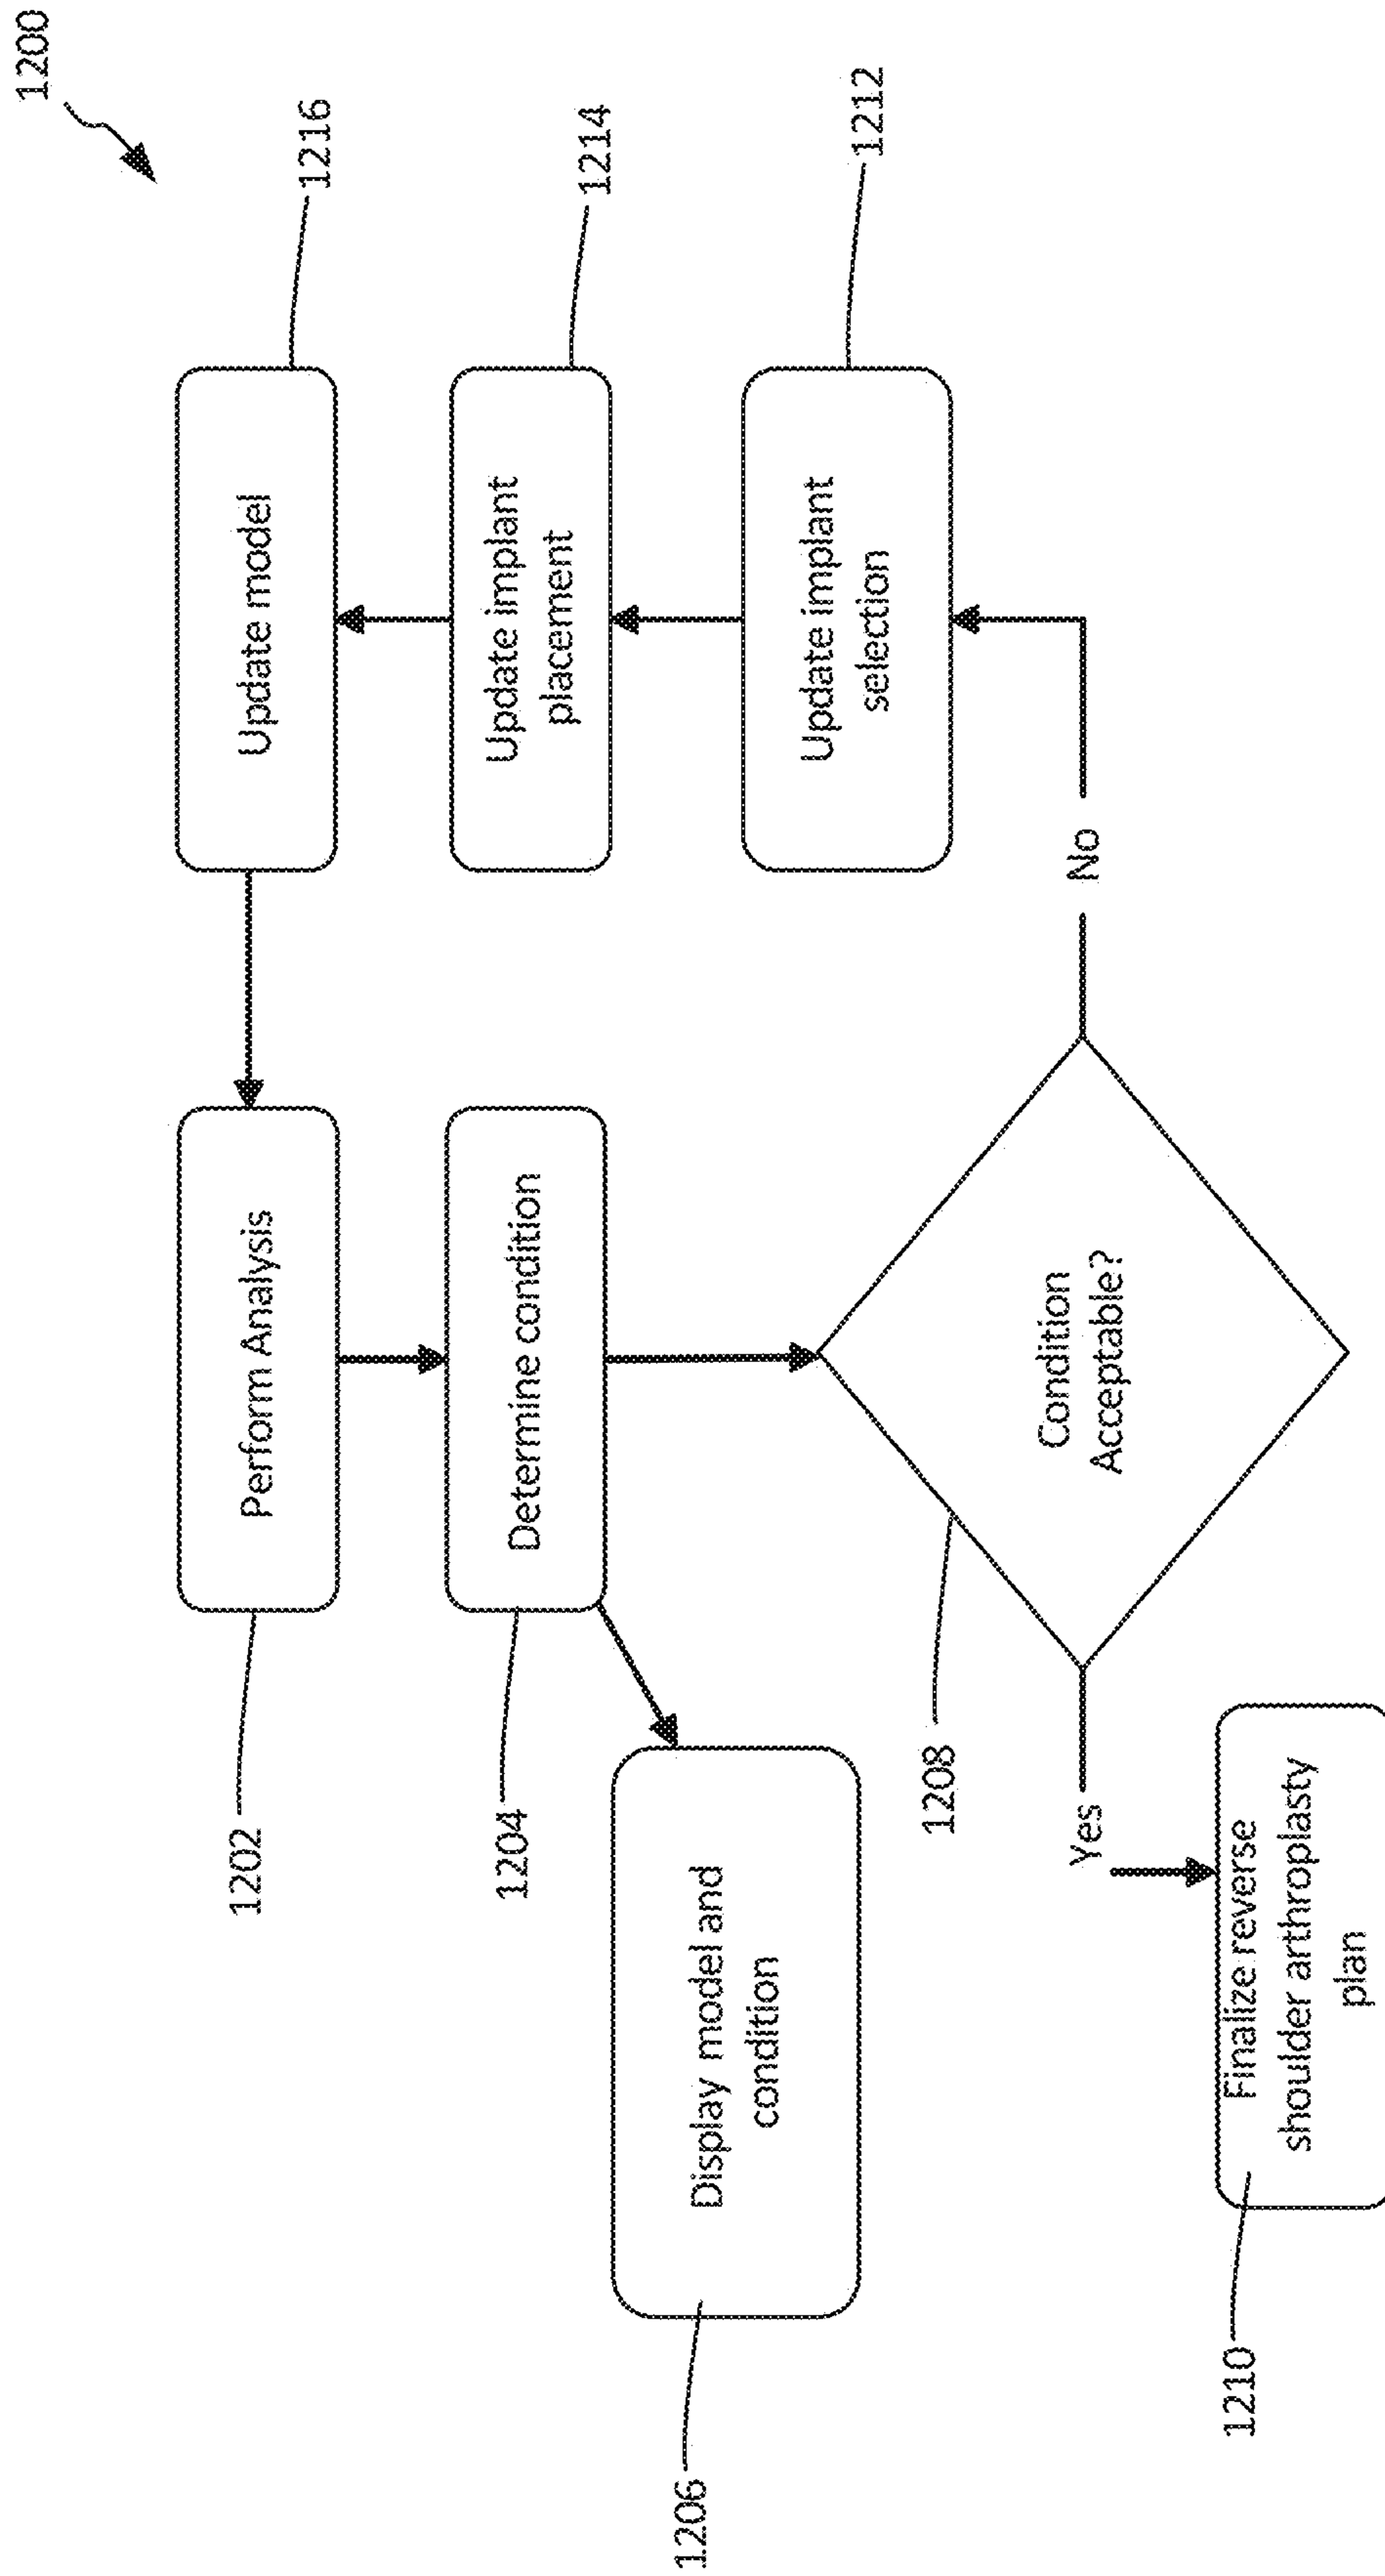 1200
1202
Perform Analysis
Update model
1216
1204
Determine condition
Update implant
placement
1214
1206
Display model and
condition
Update implant
selection
1212
1208
Condition
Acceptable?
Yes
No
1210
Finalize reverse
shoulder arthroplasty
plan